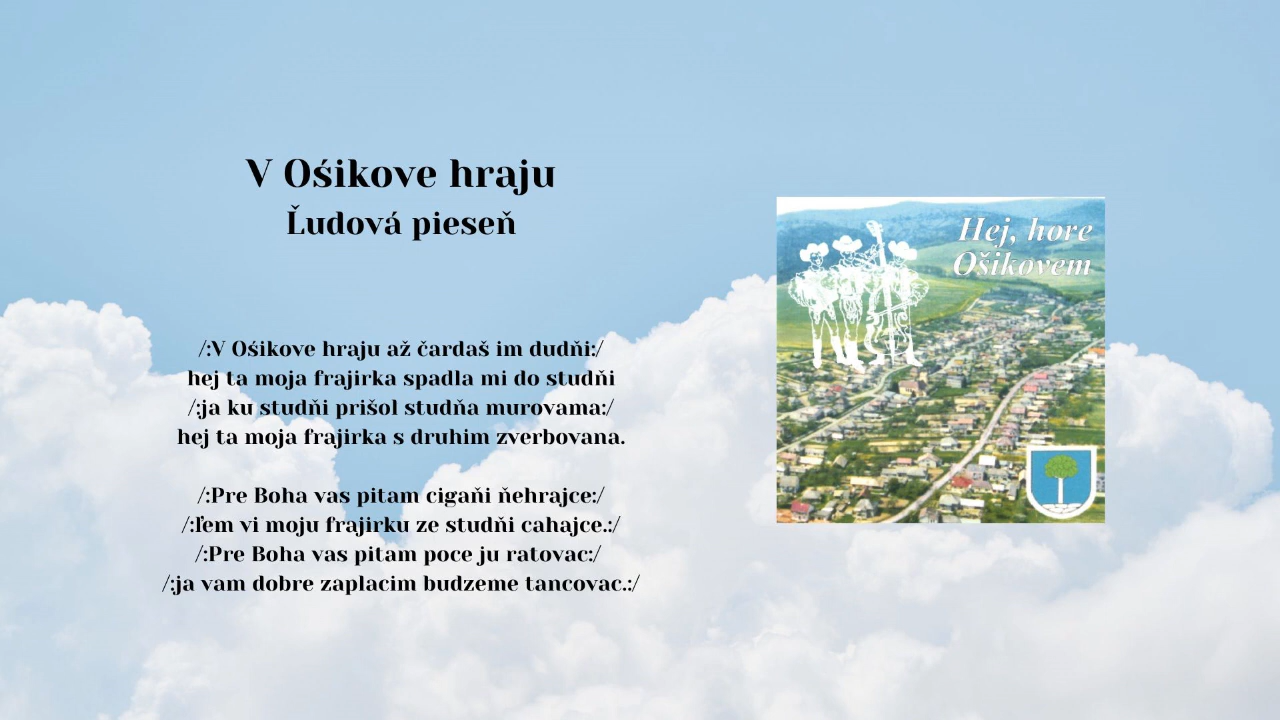 V Ośikove hraju
Ľudová pieseň
/:V Ośikove hraju až čardaš im dudňi:/
hej ta moja frajirka spadla mi do studňi
/:ja ku studňi prišol studňa murovama:/
hej ta moja frajirka s druhim zverbovana.
/:Pre Boha vas pitam cigaňi ňehrajce:/
/:ľem vi moju frajirku ze studňi cahajce.:/
/:Pre Boha vas pitam poce ju ratovac:/
/:ja vam dobre zaplacim budzeme tancovac.:/
Hej, hore
Ošikovem